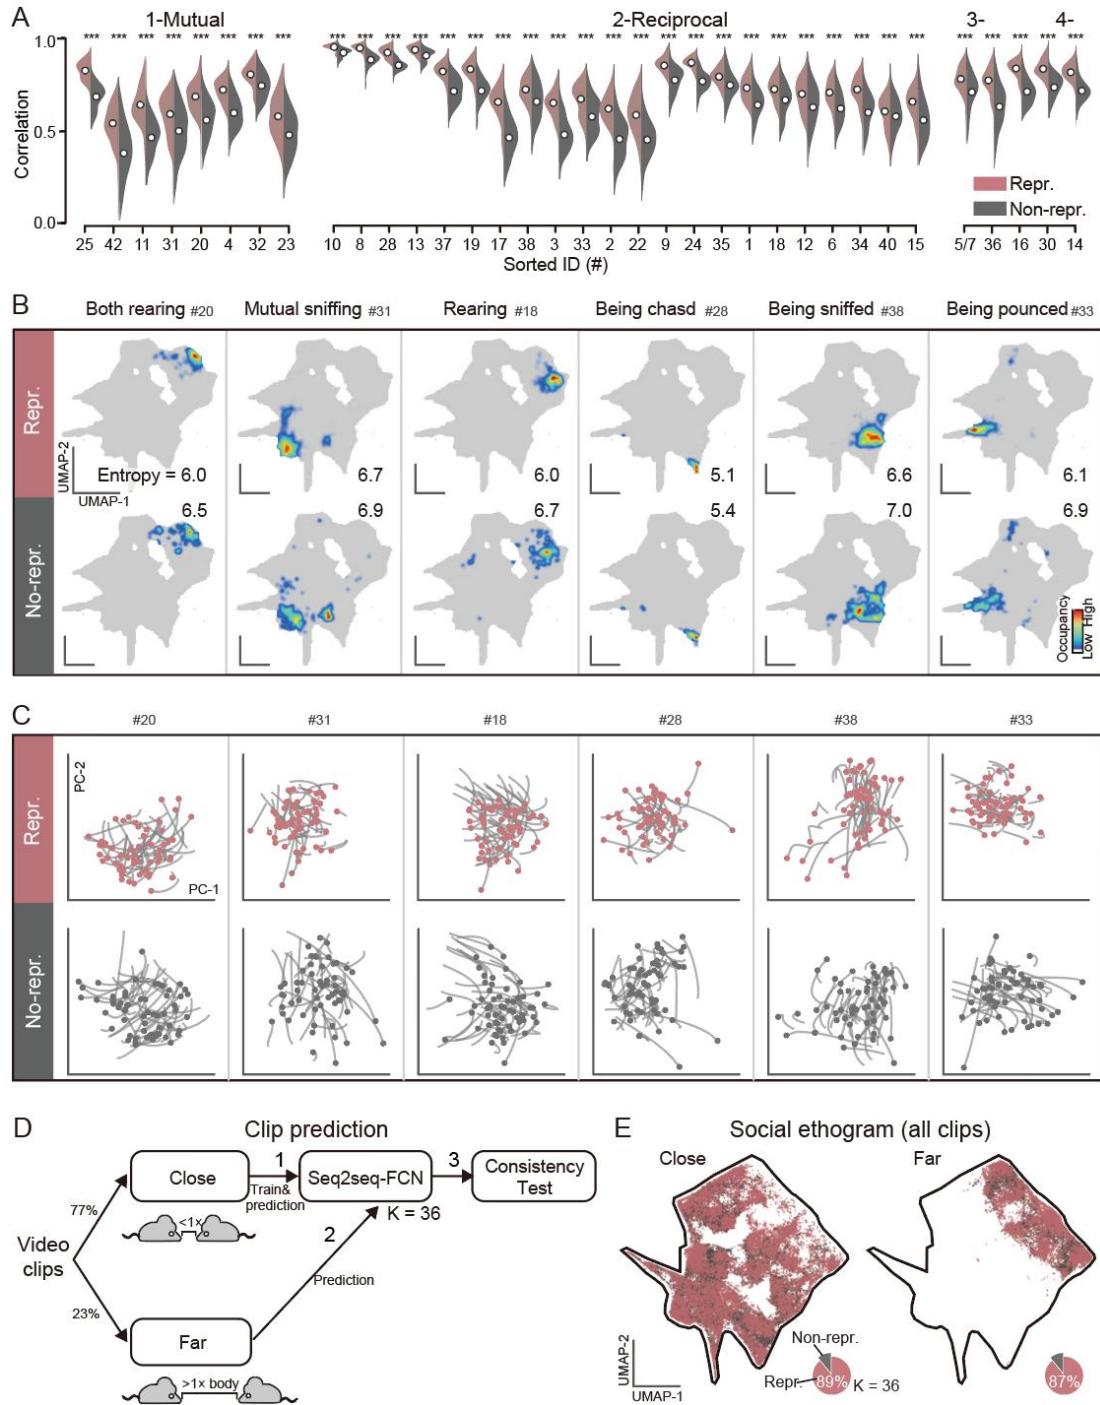 A
1-Mutual
2-Reciprocal
3-
4-
*** *** *** *** *** *** *** ***
*** *** *** *** *** *** *** *** *** *** *** *** *** *** *** *** *** *** *** *** ***
*** *** *** *** ***
Correlation
1.0
0.5
0.0
Repr.
Non-repr.
25 42 11 31 20 4 32 23
10 8 28 13 37 19 17 38 3 33 2 22 9 24 35 1 18 12 6 34 40 15
5/7 36 16 30 14
Sorted ID (#)
B
Both rearing #20
Mutual sniffing #31
Rearing #18
Being chasd #28
Being sniffed #38
Being pounced #33
Repr.
UMAP-2
UMAP-1
Entropy = 6.0
6.7
6.0
5.1
6.6
6.1
No-repr.
6.5
6.9
6.7
5.4
7.0
6.9
Occupancy
Low High
C
#20
#31
#18
#28
#38
#33
Repr.
PC-2
PC-1
No-repr.
D
Clip prediction
Video
clips
77%
23%
Close
<1x
1
Train&
prediction
Seq2seq-FCN
K = 36
3
Consistency
Test
2
Prediction
Far
>1x body
E
Social ethogram (all clips)
Close
Far
UMAP-2
UMAP-1
Non-repr.
Repr.
89%
K = 36
87%